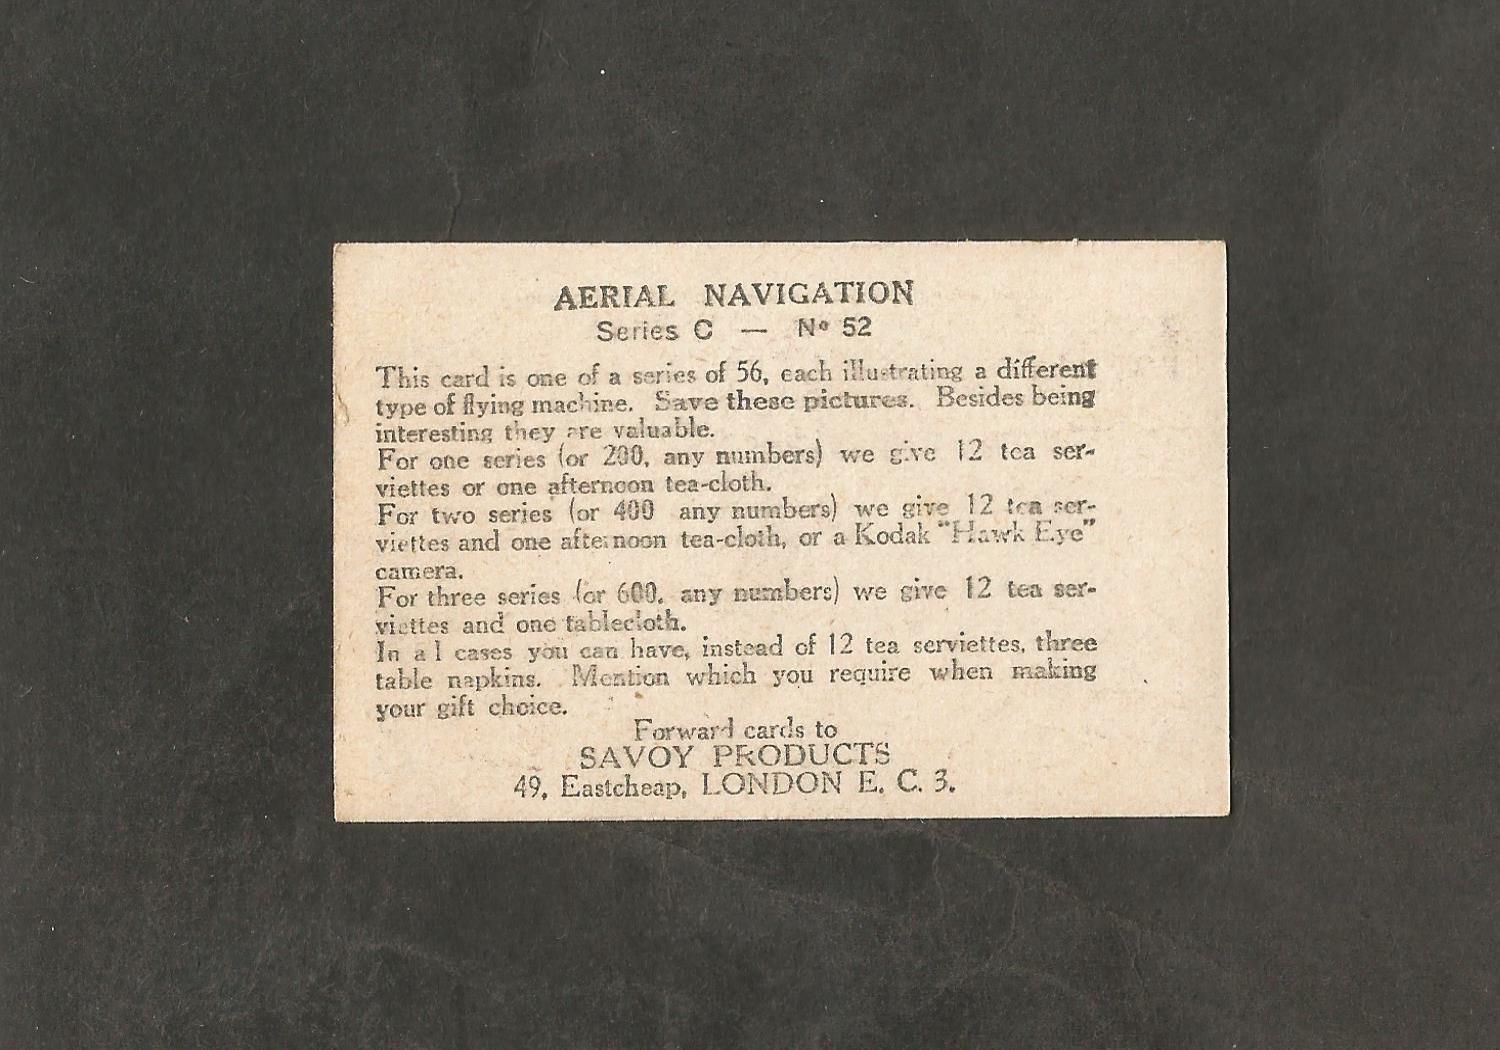 AERIAL NAVIGATION
Series C — Nº 52
This card is one of a series of 56, each illustrating a different
type of flying machine. Save these pictures. Besides being
interesting they are valuable.
For one series (or 200, any numbers) we give 12 tea ser-
viettes or one afternoon tea-cloth.
For two series (or 400 any numbers) we give 12 tea ser-
viettes and one afternoon tea-cloth, or a Kodak "Hawk Eye"
camera.
For three series (or 600, any numbers) we give 12 tea ser-
viettes and one tablecloth.
In all cases you can have, instead of 12 tea serviettes, three
table napkins. Mention which you require when making
your gift choice.
Forward cards to
SAVOY PRODUCTS
49, Eastcheap, LONDON E. C. 3.